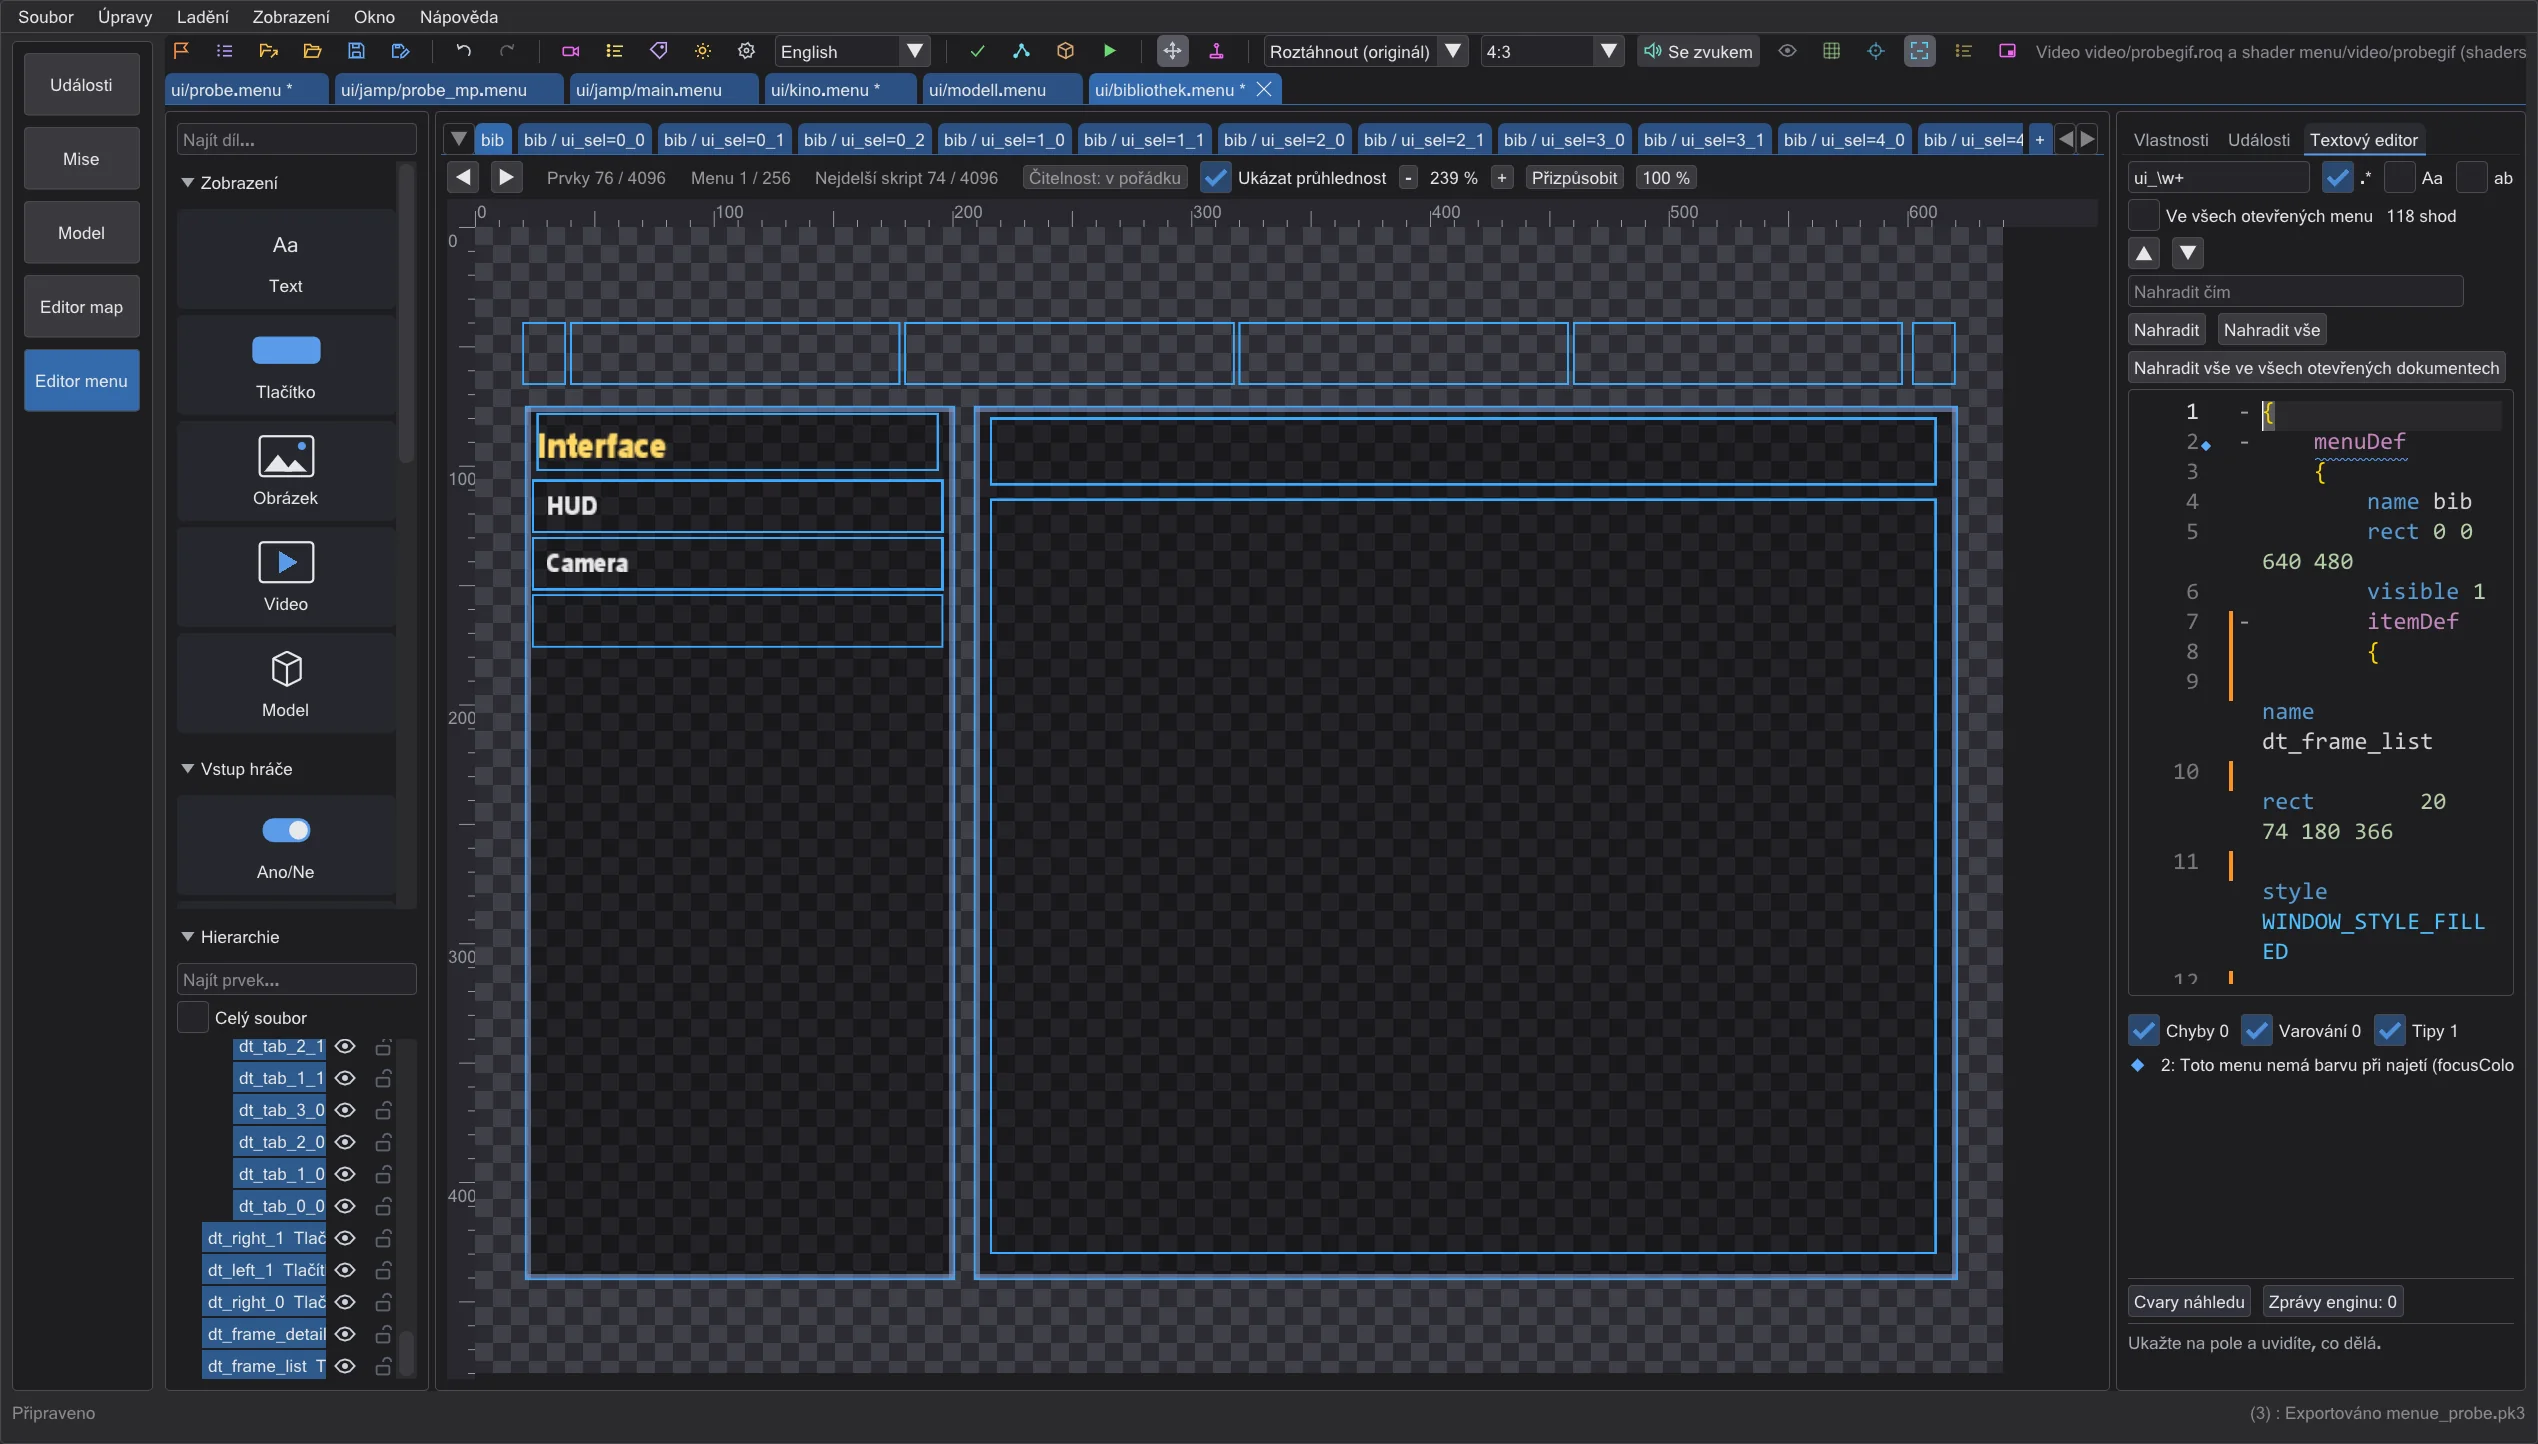 Soubor Úpravy Ladění Zobrazení Okno Nápověda
English
Roztáhnout (originál)
4:3
Se zvukem
Video video/probegif.roq a shader menu/video/probegif (shaders
ui/probe.menu *
ui/jamp/probe_mp.menu
ui/jamp/main.menu
ui/kino.menu *
ui/modell.menu
ui/bibliothek.menu *
Události
Mise
Model
Editor map
Editor menu
Najít díl...
Zobrazení
Aa
Text
Tlačítko
Obrázek
Video
Model
Vstup hráče
Ano/Ne
Hierarchie
Najít prvek...
Celý soubor
dt_tab_2_1
dt_tab_1_1
dt_tab_3_0
dt_tab_2_0
dt_tab_1_0
dt_tab_0_0
dt_right_1 Tlač
dt_left_1 Tlačít
dt_right_0 Tlač
dt_frame_detail
dt_frame_list T
bib
bib / ui_sel=0_0
bib / ui_sel=0_1
bib / ui_sel=0_2
bib / ui_sel=1_0
bib / ui_sel=1_1
bib / ui_sel=2_0
bib / ui_sel=2_1
bib / ui_sel=3_0
bib / ui_sel=3_1
bib / ui_sel=4_0
bib / ui_sel=4
+
Prvky 76 / 4096
Menu 1 / 256
Nejdelší skript 74 / 4096
Čitelnost: v pořádku
Ukázat průhlednost
-
239 %
+
Přizpůsobit
100 %
0 100 200 300 400 500 600
0
100
200
300
400
Interface
HUD
Camera
Vlastnosti Události Textový editor
ui_\w+
.*
Aa
ab
Ve všech otevřených menu 118 shod
Nahradit čím
Nahradit
Nahradit vše
Nahradit vše ve všech otevřených dokumentech
1 - {
2 - menuDef
3 {
4 name bib
5 rect 0 0
640 480
6 visible 1
7 - itemDef
8 {
9
name
dt_frame_list
10
rect 20
74 180 366
11
style
WINDOW_STYLE_FILL
ED
12
Chyby 0
Varování 0
Tipy 1
2: Toto menu nemá barvu při najetí (focusColo
Cvary náhledu
Zprávy enginu: 0
Ukažte na pole a uvidíte, co dělá.
Připraveno
(3) : Exportováno menue_probe.pk3